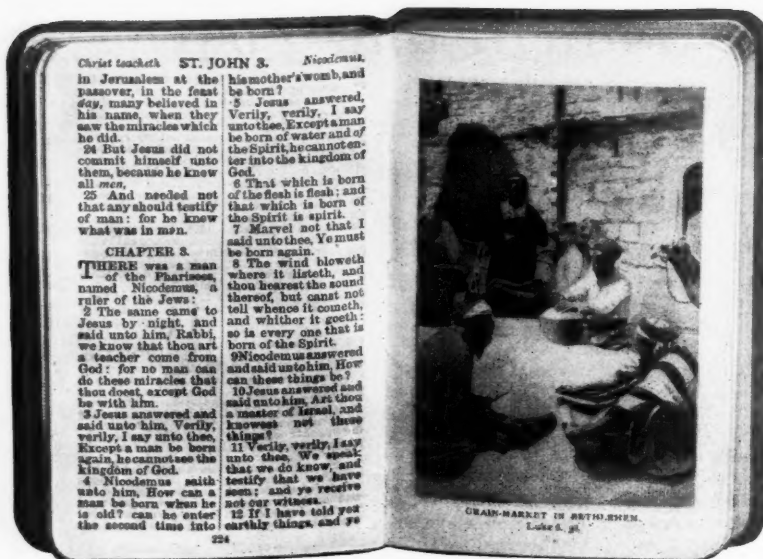 Christ teacheth ST. JOHN 3. Nicodemus.
in Jerusalem at the
passover, in the feast
day, many believed in
his name, when they
saw the miracles which
he did.
24 But Jesus did not
commit himself unto
them, because he knew
all men,
25 And needed not
that any should testify
of man: for he knew
what was in man.
CHAPTER 3.
THERE was a man
of the Pharisees,
named Nicodemus, a
ruler of the Jews:
2 The same came to
Jesus by night, and
said unto him, Rabbi,
we know that thou art
a teacher come from
God: for no man can
do these miracles that
thou doest, except God
be with him.
3 Jesus answered and
said unto him, Verily,
verily, I say unto thee,
Except a man be born
again, he cannot see the
kingdom of God.
4 Nicodemus saith
unto him, How can a
man be born when he
is old? can he enter
the second time into
224
his mother's womb, and
be born?
5 Jesus answered,
Verily, verily, I say
unto thee, Except a man
be born of water and of
the Spirit, he cannot en-
ter into the kingdom of
God.
6 That which is born
of the flesh is flesh; and
that which is born of
the Spirit is spirit.
7 Marvel not that I
said unto thee, Ye must
be born again.
8 The wind bloweth
where it listeth, and
thou hearest the sound
thereof, but canst not
tell whence it cometh,
and whither it goeth:
so is every one that is
born of the Spirit.
9 Nicodemus answered
and said unto him, How
can these things be?
10 Jesus answered and
said unto him, Art thou
a master of Israel, and
knowest not these
things?
11 Verily, verily, I say
unto thee, We speak
that we do know, and
testify that we have
seen; and ye receive
not our witness.
12 If I have told you
earthly things, and ye
GRAIN-MARKET IN BETHLEHEM.
Luke